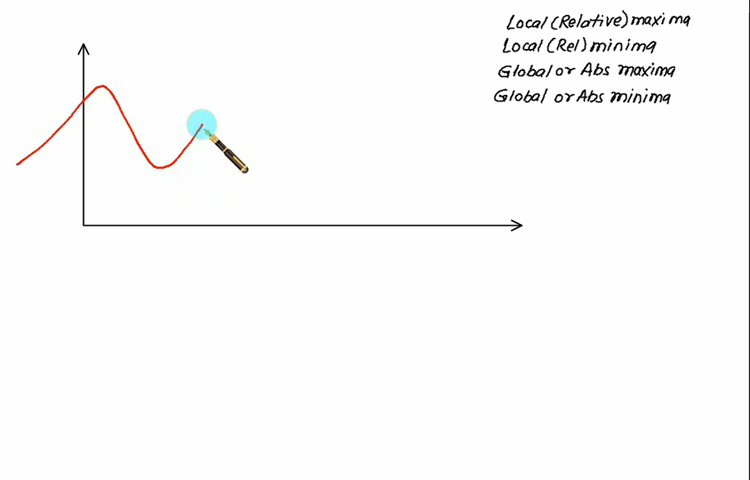 Local (Relative) maxima
Local (Rel) minima
Global or Abs maxima
Global or Abs minima